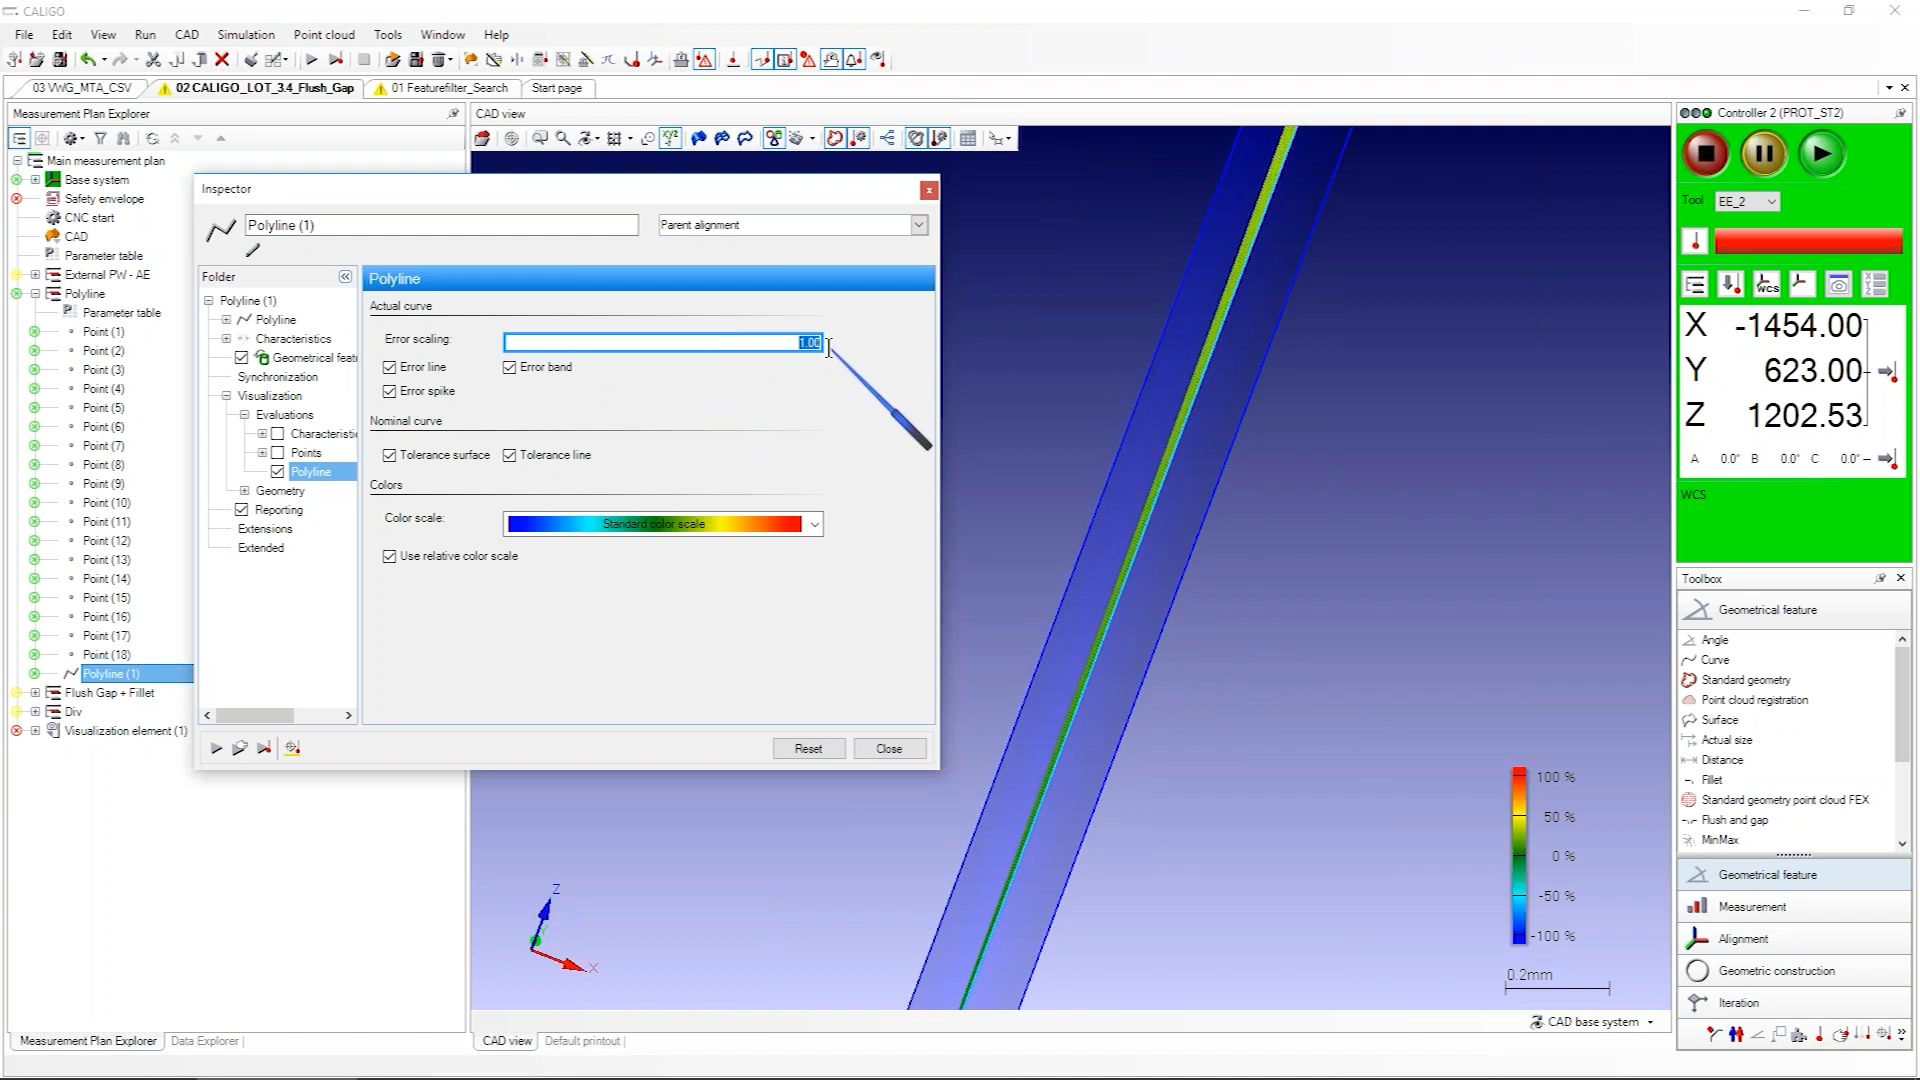 CALIGO
File Edit View Run CAD Simulation Point cloud Tools Window Help
03 VWG_MTA_CSV 02 CALIGO_LOT_3.4_Flush_Gap 01 Featurefilter_Search Start page
Measurement Plan Explorer
Main measurement plan
Base system
Safety envelope
CNC start
CAD
Parameter table
External PW - AE
Polyline
Parameter table
Point (1)
Point (2)
Point (3)
Point (4)
Point (5)
Point (6)
Point (7)
Point (8)
Point (9)
Point (10)
Point (11)
Point (12)
Point (13)
Point (14)
Point (15)
Point (16)
Point (17)
Point (18)
Polyline (1)
Flush Gap + Fillet
Div
Visualization element (1)
Measurement Plan Explorer Data Explorer
Inspector
Polyline (1) Parent alignment
Folder
Polyline (1)
Polyline
Characteristics
Geometrical feat
Synchronization
Visualization
Evaluations
Characteristic
Points
Polyline
Geometry
Reporting
Extensions
Extended
Polyline
Actual curve
Error scaling: 1.00
Error line Error band
Error spike
Nominal curve
Tolerance surface Tolerance line
Colors
Color scale: Standard color scale
Use relative color scale
Reset Close
CAD view
xyz
Z
Y
X
100 %
50 %
0 %
-50 %
-100 %
0.2mm
CAD base system
CAD view Default printout
Controller 2 (PROT_ST2)
Tool EE_2
WCS
X -1454.00
Y 623.00
Z 1202.53
A 0.0° B 0.0° C 0.0°
WCS
Toolbox
Geometrical feature
Angle
Curve
Standard geometry
Point cloud registration
Surface
Actual size
Distance
Fillet
Standard geometry point cloud FEX
Flush and gap
MinMax
Geometrical feature
Measurement
Alignment
Geometric construction
Iteration